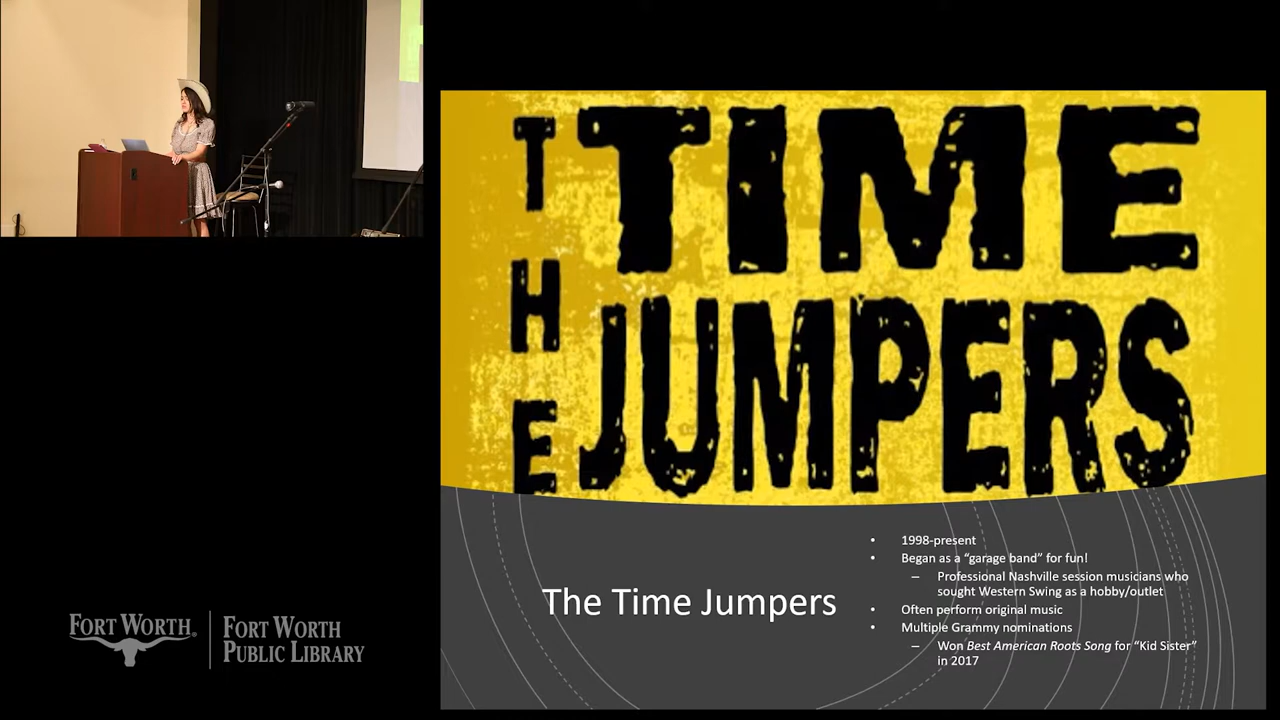 THE
TIME
JUMPERS
The Time Jumpers
• 1998-present
• Began as a “garage band” for fun!
– Professional Nashville session musicians who
sought Western Swing as a hobby/outlet
• Often perform original music
• Multiple Grammy nominations
– Won Best American Roots Song for “Kid Sister”
in 2017
FORT WORTH®
FORT WORTH
PUBLIC LIBRARY